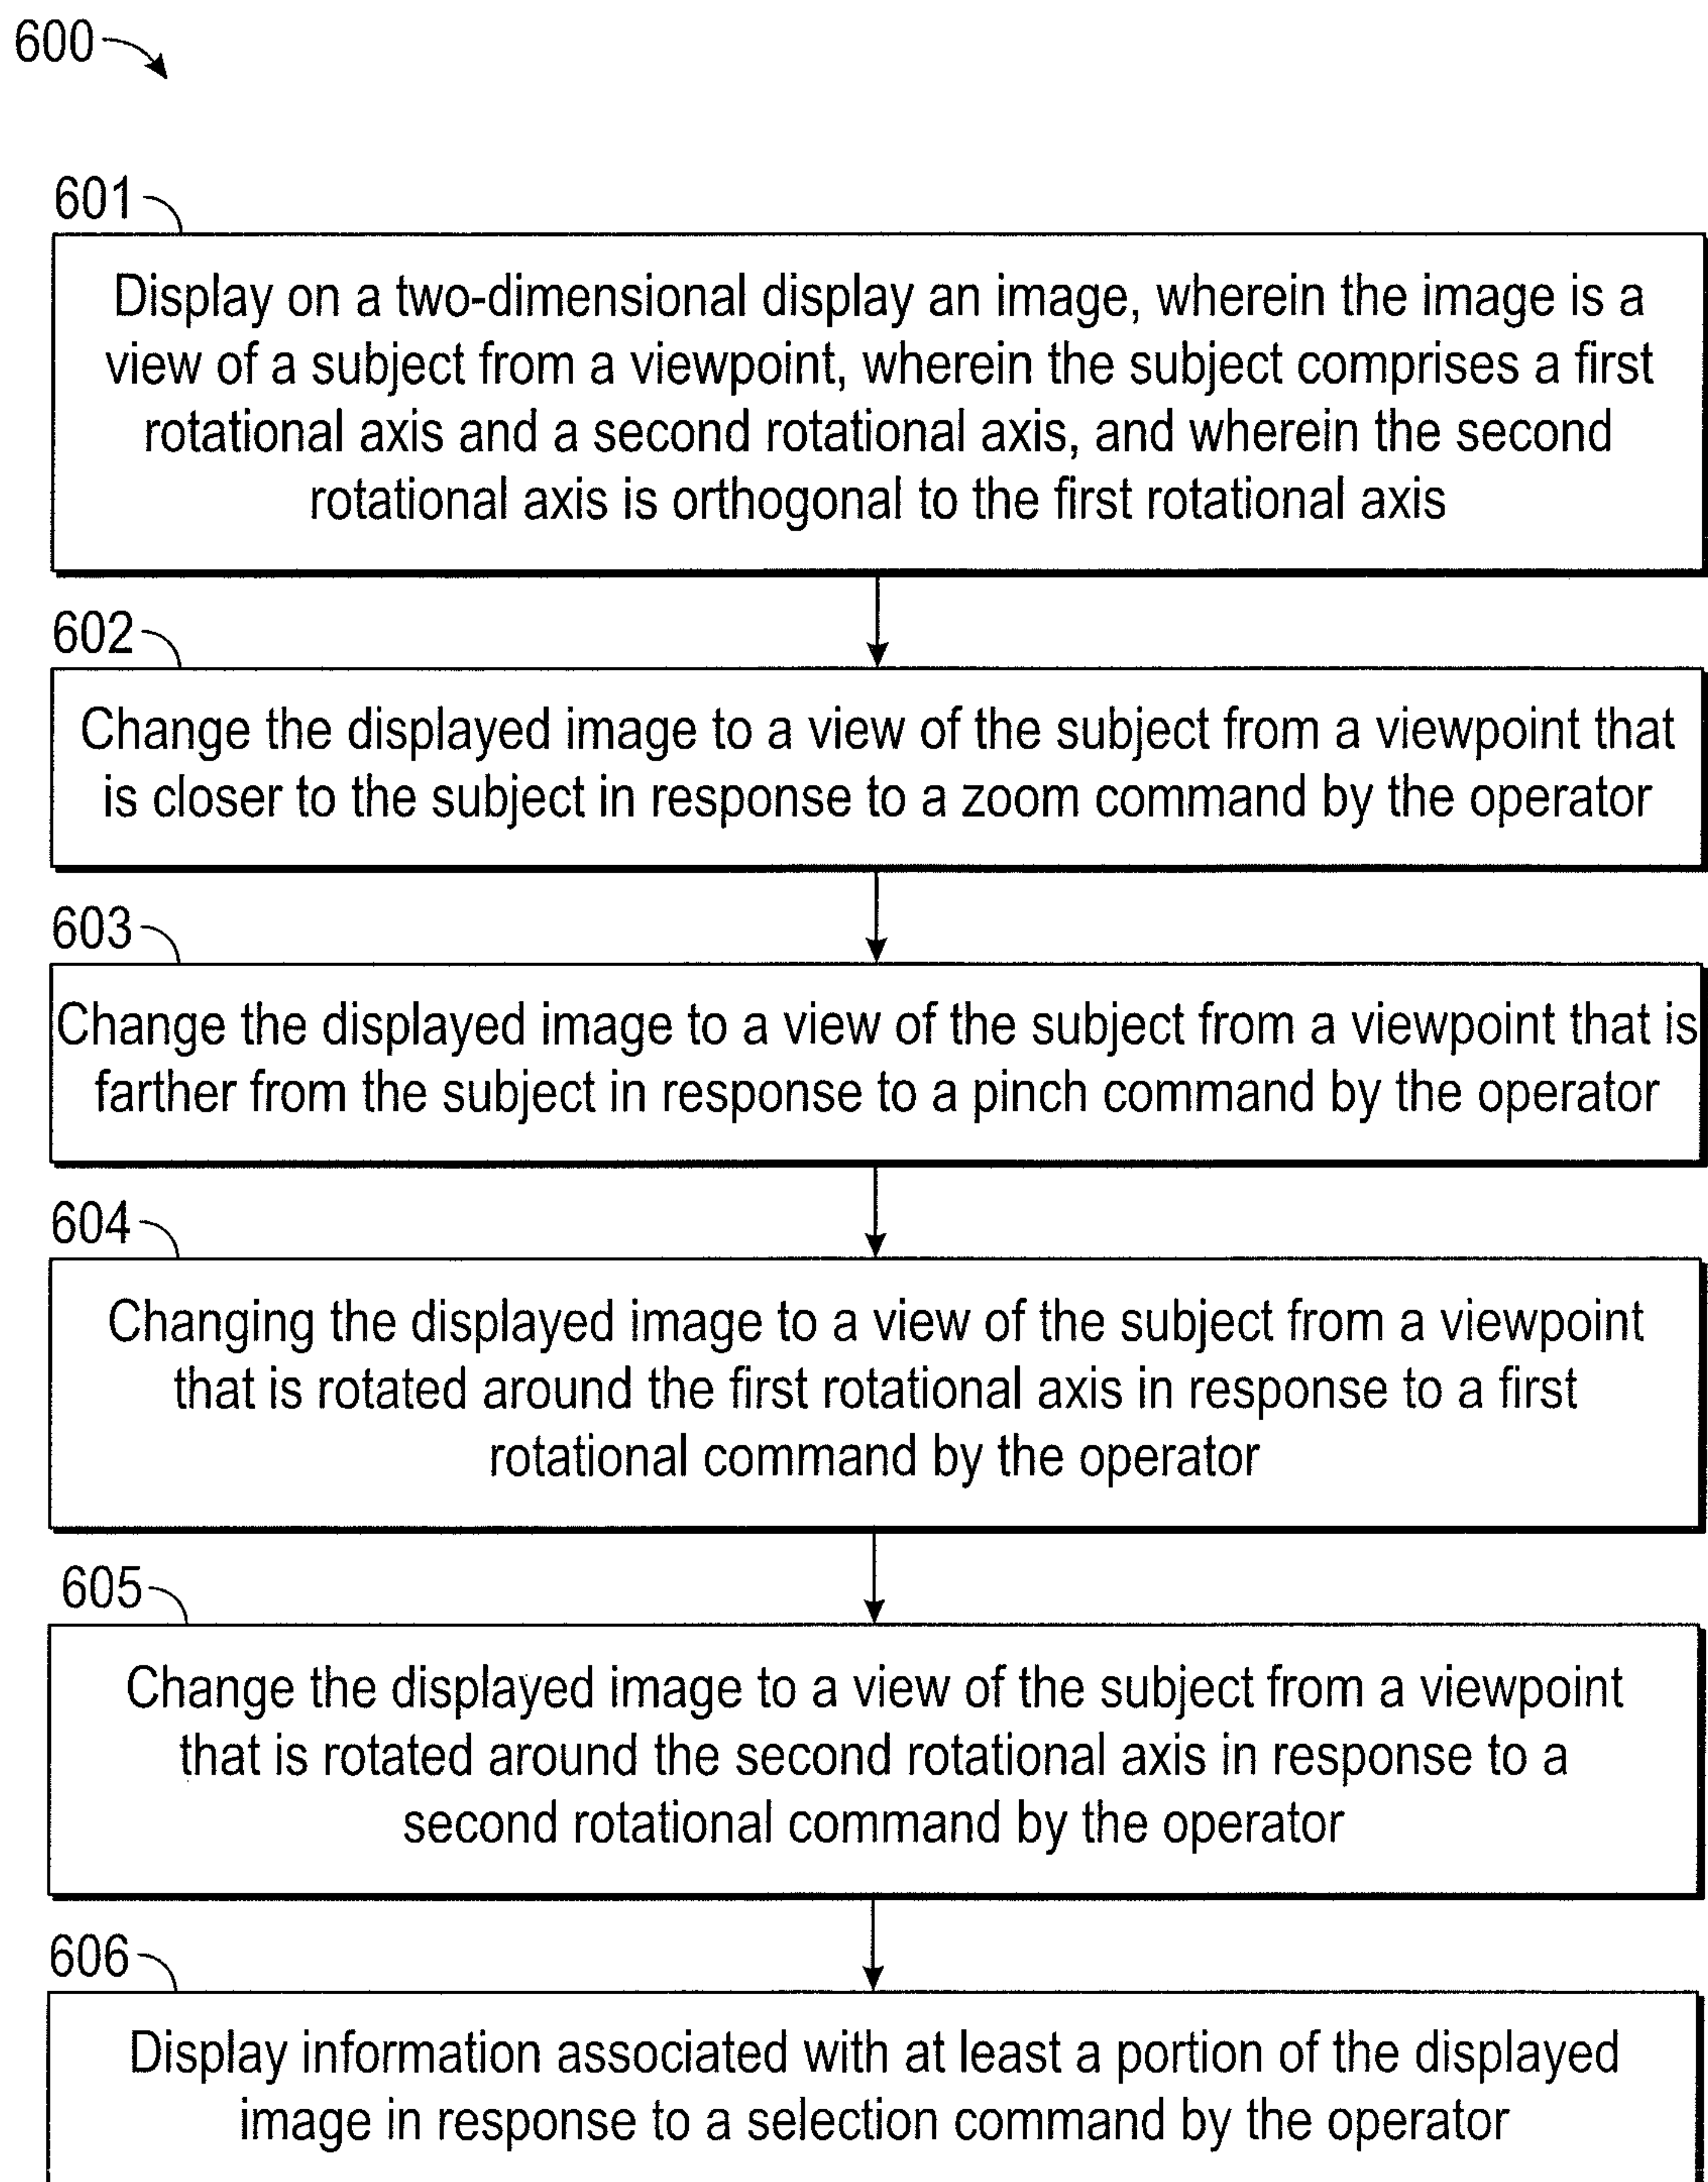 600
601
Display on a two-dimensional display an image, wherein the image is a
view of a subject from a viewpoint, wherein the subject comprises a first
rotational axis and a second rotational axis, and wherein the second
rotational axis is orthogonal to the first rotational axis
602
Change the displayed image to a view of the subject from a viewpoint that
is closer to the subject in response to a zoom command by the operator
603
Change the displayed image to a view of the subject from a viewpoint that is
farther from the subject in response to a pinch command by the operator
604
Changing the displayed image to a view of the subject from a viewpoint
that is rotated around the first rotational axis in response to a first
rotational command by the operator
605
Change the displayed image to a view of the subject from a viewpoint
that is rotated around the second rotational axis in response to a
second rotational command by the operator
606
Display information associated with at least a portion of the displayed
image in response to a selection command by the operator